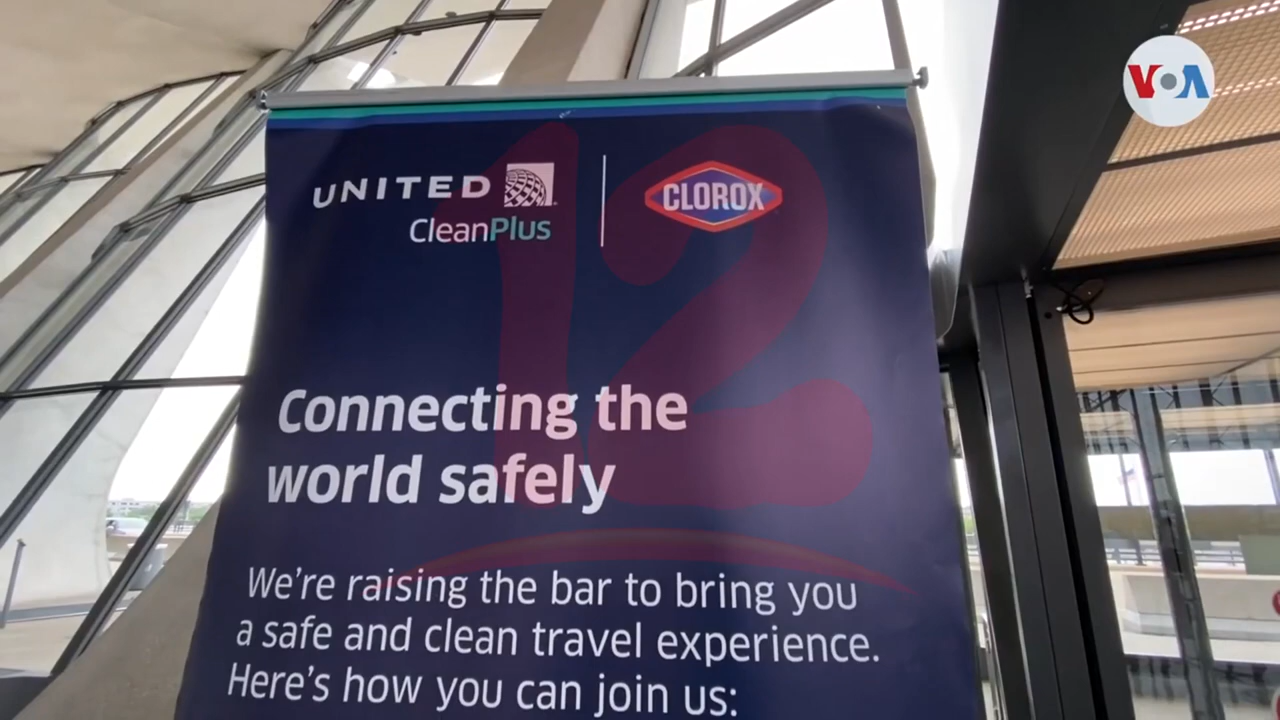 VOA
UNITED
CleanPlus
CLOROX
12
Connecting the
world safely
We're raising the bar to bring you
a safe and clean travel experience.
Here's how you can join us: